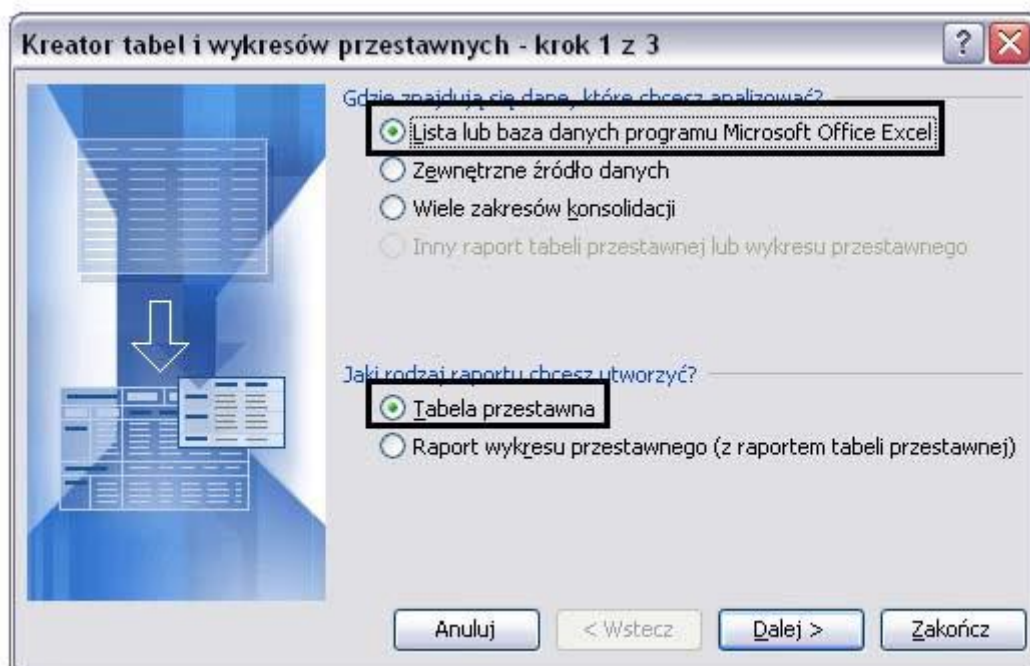 Kreator tabel i wykresów przestawnych - krok 1 z 3
Gdzie znajdują się dane, które chcesz analizować?
Lista lub baza danych programu Microsoft Office Excel
Zewnętrzne źródło danych
Wiele zakresów konsolidacji
Inny raport tabeli przestawnej lub wykresu przestawnego
Jaki rodzaj raportu chcesz utworzyć?
Tabela przestawna
Raport wykresu przestawnego (z raportem tabeli przestawnej)
Anuluj < Wstecz Dalej > Zakończ